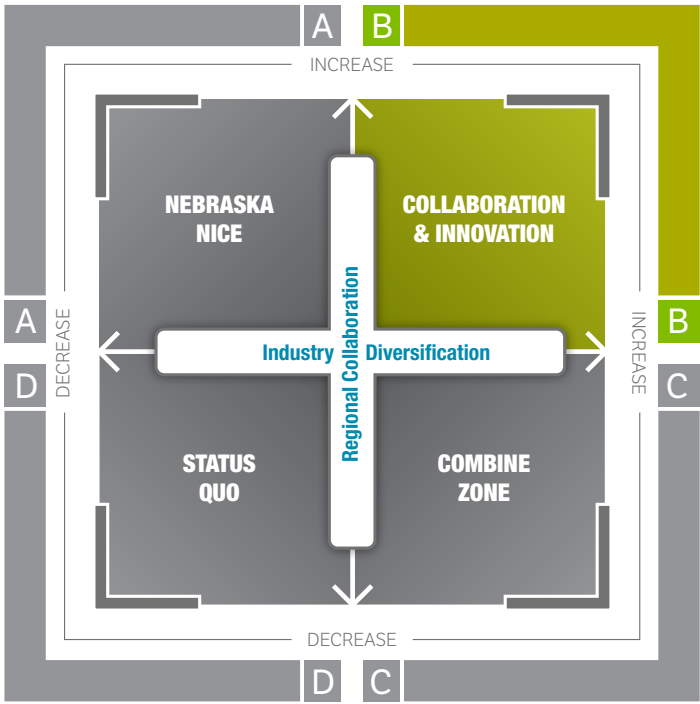 A
B
INCREASE
NEBRASKA
NICE
COLLABORATION
& INNOVATION
A
DECREASE
Regional Collaboration
Industry Diversification
INCREASE
B
D
C
STATUS
QUO
COMBINE
ZONE
DECREASE
D
C